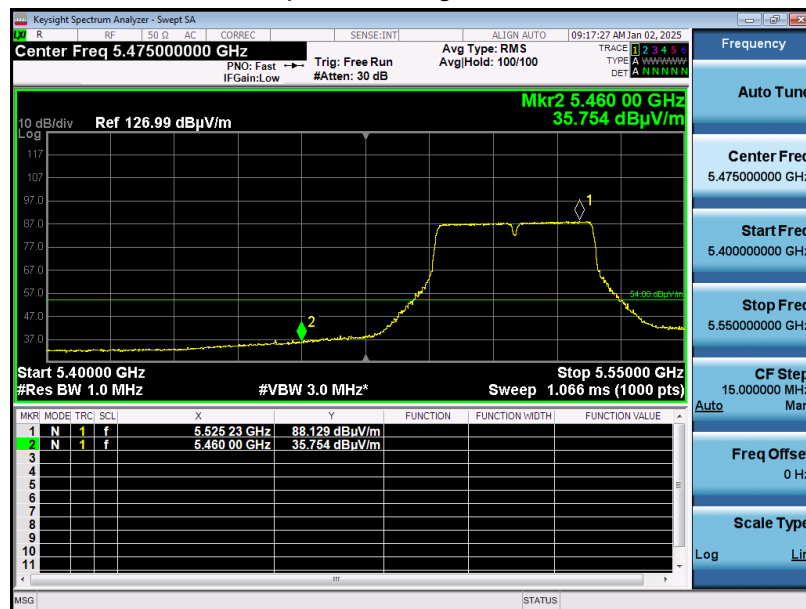 Keysight Spectrum Analyzer - Swept SA
LXI R RF 50 Ω AC CORREC SENSE:INT ALIGN AUTO 09:17:27 AM Jan 02, 2025
Center Freq 5.475000000 GHz
PNO: Fast
IFGain:Low
Trig: Free Run
#Atten: 30 dB
Avg Type: RMS
Avg|Hold: 100/100
TRACE 1 2 3 4 5 6
TYPE A WWWWW
DET A N N N N N
Mkr2 5.460 00 GHz
35.754 dBµV/m
10 dB/div Ref 126.99 dBµV/m
Log
117
107
97.0
87.0
77.0
67.0
57.0
47.0
37.0
1
2
54.00 dBµV/m
Start 5.40000 GHz Stop 5.55000 GHz
#Res BW 1.0 MHz #VBW 3.0 MHz* Sweep 1.066 ms (1000 pts)
MKR MODE TRC SCL X Y FUNCTION FUNCTION WIDTH FUNCTION VALUE
1 N 1 f 5.525 23 GHz 88.129 dBµV/m
2 N 1 f 5.460 00 GHz 35.754 dBµV/m
3
4
5
6
7
8
9
10
11
MSG STATUS
Frequency
Auto Tune
Center Freq
5.475000000 GHz
Start Freq
5.400000000 GHz
Stop Freq
5.550000000 GHz
CF Step
15.000000 MHz
Auto Man
Freq Offset
0 Hz
Scale Type
Log Lin